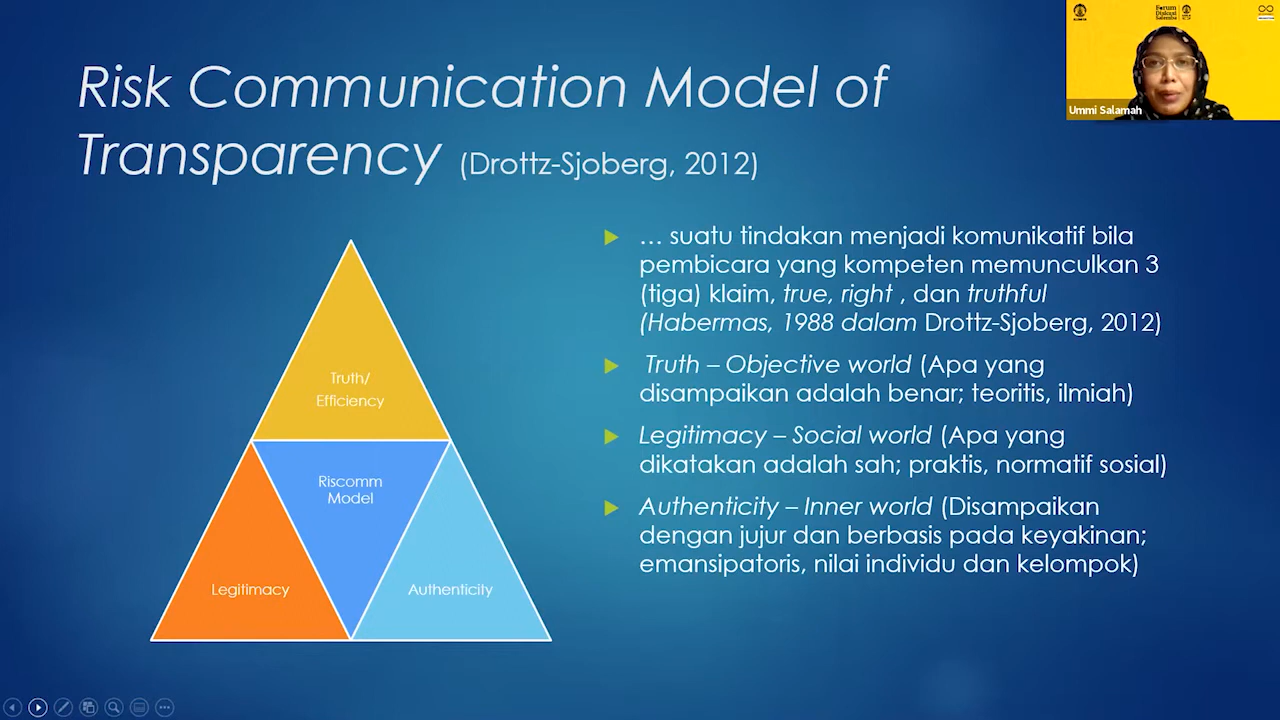 Risk Communication Model of
Transparency (Drottz-Sjoberg, 2012)
Forum
Diskusi
Salemba
Ummi Salamah
Truth/
Efficiency
Riscomm
Model
Legitimacy
Authenticity
… suatu tindakan menjadi komunikatif bila
pembicara yang kompeten memunculkan 3
(tiga) klaim, true, right , dan truthful
(Habermas, 1988 dalam Drottz-Sjoberg, 2012)
Truth – Objective world (Apa yang
disampaikan adalah benar; teoritis, ilmiah)
Legitimacy – Social world (Apa yang
dikatakan adalah sah; praktis, normatif sosial)
Authenticity – Inner world (Disampaikan
dengan jujur dan berbasis pada keyakinan;
emansipatoris, nilai individu dan kelompok)